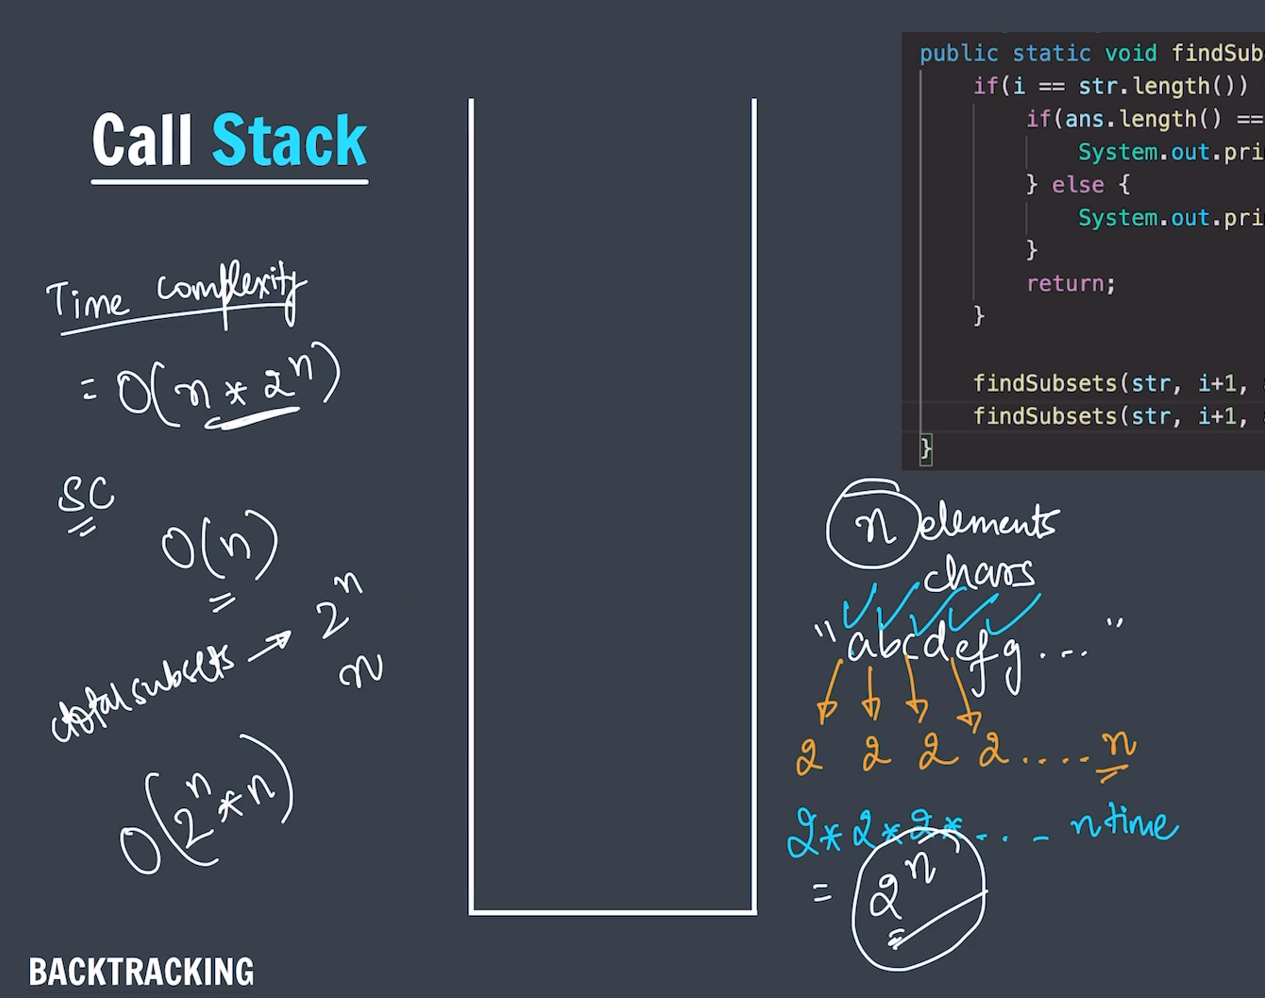 Call Stack
Time complexity
= O(n * 2^n)
SC
O(n)
total subsets → 2^n
n
O(2^n * n)
BACKTRACKING
public static void findSub
if(i == str.length())
if(ans.length() ==
System.out.pri
} else {
System.out.pri
}
return;
}
findSubsets(str, i+1,
findSubsets(str, i+1,
}
n elements
chars
"abcdefg... "
2 2 2 2 .... n
2*2*2*... n time
= 2^n